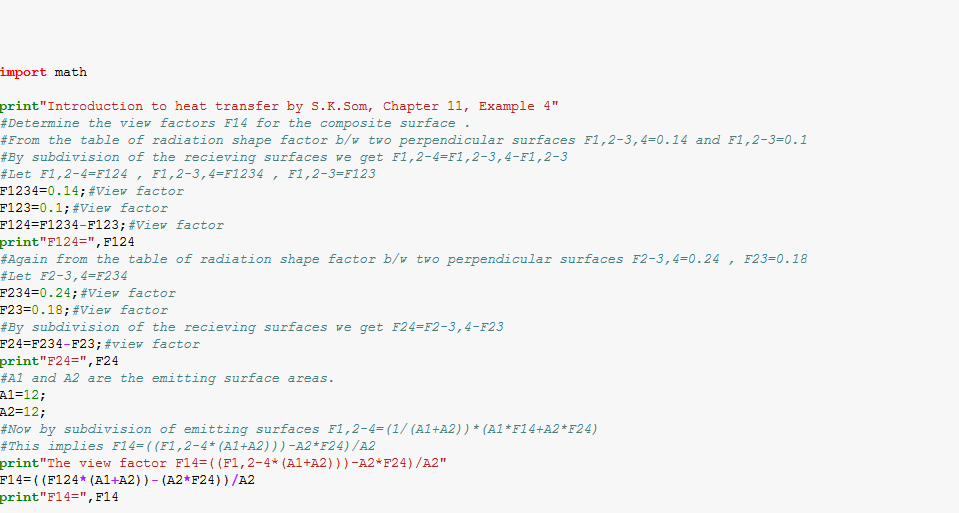 import math
print"Introduction to heat transfer by S.K.Som, Chapter 11, Example 4"
#Determine the view factors F14 for the composite surface .
#From the table of radiation shape factor b/w two perpendicular surfaces F1,2-3,4=0.14 and F1,2-3=0.1
#By subdivision of the recieving surfaces we get F1,2-4=F1,2-3,4-F1,2-3
#Let F1,2-4=F124 , F1,2-3,4=F1234 , F1,2-3=F123
F1234=0.14;#View factor
F123=0.1;#View factor
F124=F1234-F123;#View factor
print"F124=",F124
#Again from the table of radiation shape factor b/w two perpendicular surfaces F2-3,4=0.24 , F23=0.18
#Let F2-3,4=F234
F234=0.24;#View factor
F23=0.18;#View factor
#By subdivision of the recieving surfaces we get F24=F2-3,4-F23
F24=F234-F23;#view factor
print"F24=",F24
#A1 and A2 are the emitting surface areas.
A1=12;
A2=12;
#Now by subdivision of emitting surfaces F1,2-4=(1/(A1+A2))*(A1*F14+A2*F24)
#This implies F14=((F1,2-4*(A1+A2)))-A2*F24)/A2
print"The view factor F14=((F1,2-4*(A1+A2)))-A2*F24)/A2"
F14=((F124*(A1+A2))-(A2*F24))/A2
print"F14=",F14